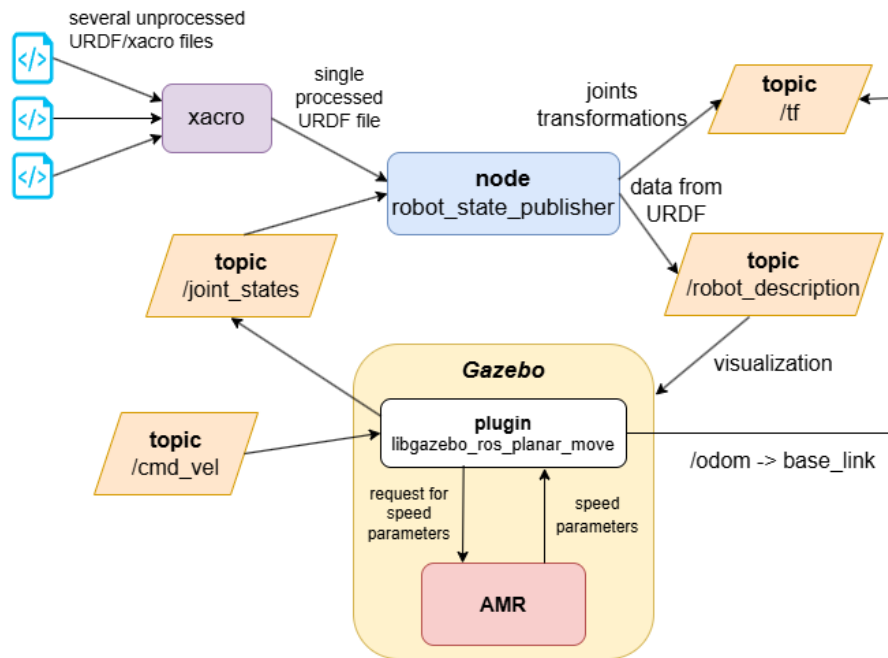 several unprocessed
URDF/xacro files
</>
</>
</>
xacro
single
processed
URDF file
node
robot_state_publisher
joints
transformations
topic
/tf
data from
URDF
topic
/joint_states
topic
/robot_description
visualization
Gazebo
plugin
libgazebo_ros_planar_move
topic
/cmd_vel
/odom -> base_link
request for
speed
parameters
speed
parameters
AMR